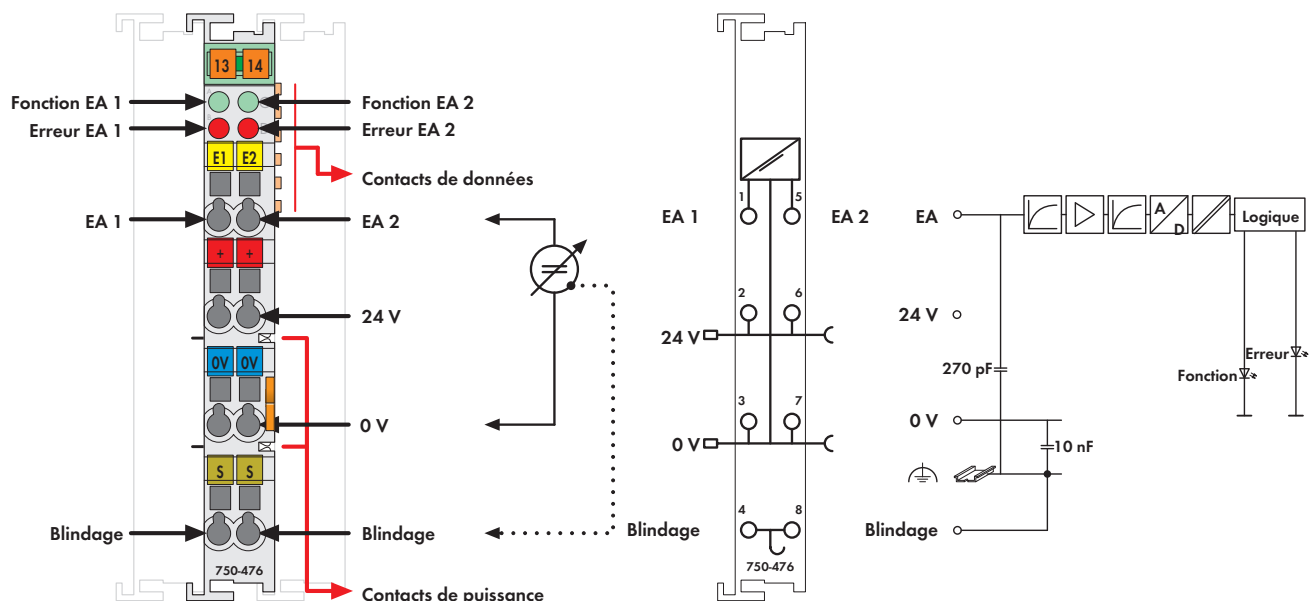 13 14
Fonction EA 1
Fonction EA 2
Erreur EA 1
Erreur EA 2
E1 E2
Contacts de données
EA 1
EA 2
+ +
24 V
0V 0V
0 V
S S
Blindage
Blindage
750-476
Contacts de puissance
1 5
EA 1
EA 2
2 6
24 V
3 7
0 V
Blindage
4 8
750-476
EA
A
D
Logique
24 V
270 pF
Fonction
Erreur
0 V
10 nF
Blindage